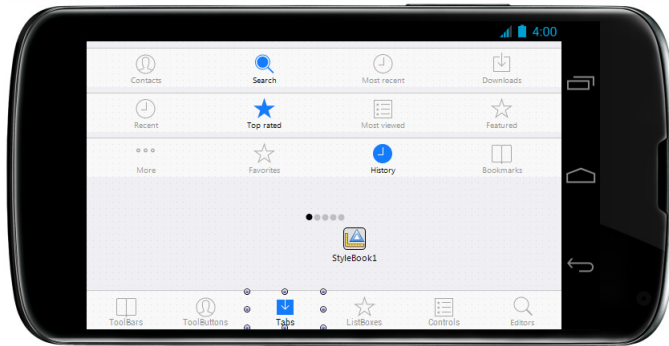 4:00
Contacts Search Most recent Downloads
Recent Top rated Most viewed Featured
More Favorites History Bookmarks
StyleBook1
ToolBars ToolButtons Tabs ListBoxes Controls Editors